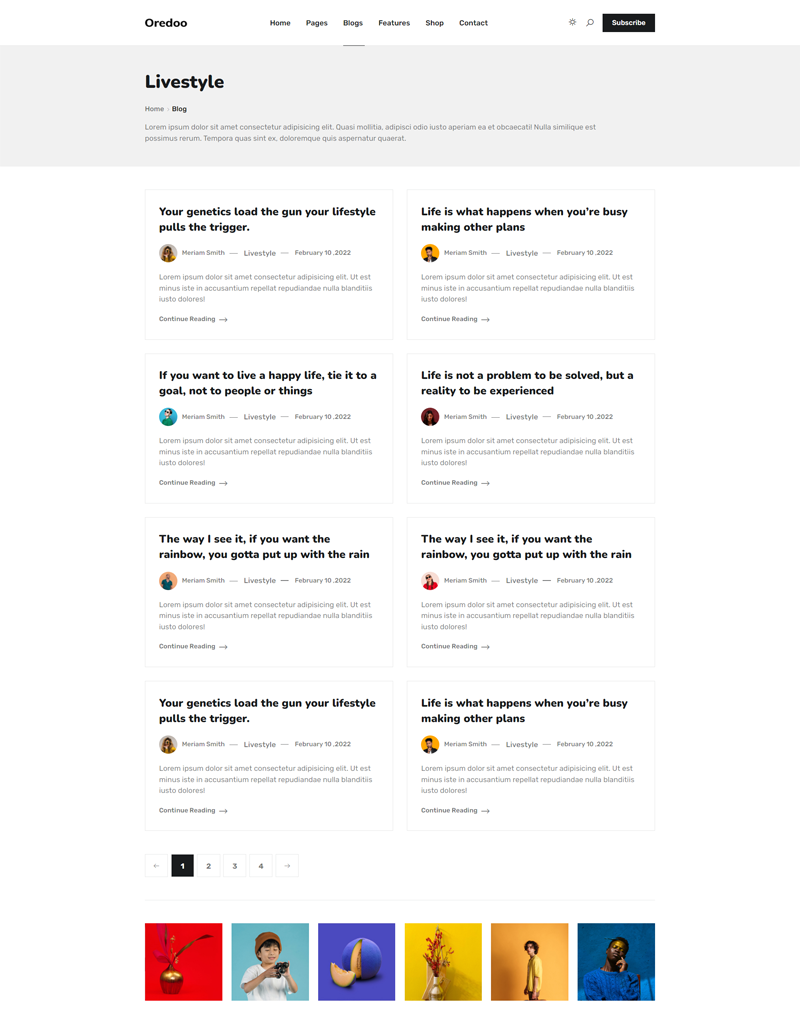 Oredoo
Home Pages Blogs Features Shop Contact
Subscribe
Livestyle
Home › Blog
Lorem ipsum dolor sit amet consectetur adipisicing elit. Quasi mollitia, adipisci odio iusto aperiam ea et obcaecati! Nulla similique est
possimus rerum. Tempora quas sint ex, doloremque quis aspernatur quaerat.
Your genetics load the gun your lifestyle
pulls the trigger.
Meriam Smith — Livestyle — February 10 ,2022
Lorem ipsum dolor sit amet consectetur adipisicing elit. Ut est
minus iste in accusantium repellat repudiandae nulla blanditiis
iusto dolores!
Continue Reading →
Life is what happens when you’re busy
making other plans
Meriam Smith — Livestyle — February 10 ,2022
Lorem ipsum dolor sit amet consectetur adipisicing elit. Ut est
minus iste in accusantium repellat repudiandae nulla blanditiis
iusto dolores!
Continue Reading →
If you want to live a happy life, tie it to a
goal, not to people or things
Meriam Smith — Livestyle — February 10 ,2022
Lorem ipsum dolor sit amet consectetur adipisicing elit. Ut est
minus iste in accusantium repellat repudiandae nulla blanditiis
iusto dolores!
Continue Reading →
Life is not a problem to be solved, but a
reality to be experienced
Meriam Smith — Livestyle — February 10 ,2022
Lorem ipsum dolor sit amet consectetur adipisicing elit. Ut est
minus iste in accusantium repellat repudiandae nulla blanditiis
iusto dolores!
Continue Reading →
The way I see it, if you want the
rainbow, you gotta put up with the rain
Meriam Smith — Livestyle — February 10 ,2022
Lorem ipsum dolor sit amet consectetur adipisicing elit. Ut est
minus iste in accusantium repellat repudiandae nulla blanditiis
iusto dolores!
Continue Reading →
The way I see it, if you want the
rainbow, you gotta put up with the rain
Meriam Smith — Livestyle — February 10 ,2022
Lorem ipsum dolor sit amet consectetur adipisicing elit. Ut est
minus iste in accusantium repellat repudiandae nulla blanditiis
iusto dolores!
Continue Reading →
Your genetics load the gun your lifestyle
pulls the trigger.
Meriam Smith — Livestyle — February 10 ,2022
Lorem ipsum dolor sit amet consectetur adipisicing elit. Ut est
minus iste in accusantium repellat repudiandae nulla blanditiis
iusto dolores!
Continue Reading →
Life is what happens when you’re busy
making other plans
Meriam Smith — Livestyle — February 10 ,2022
Lorem ipsum dolor sit amet consectetur adipisicing elit. Ut est
minus iste in accusantium repellat repudiandae nulla blanditiis
iusto dolores!
Continue Reading →
← 1 2 3 4 →